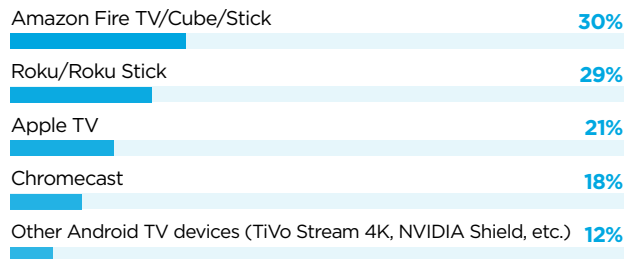 Amazon Fire TV/Cube/Stick 30%
Roku/Roku Stick 29%
Apple TV 21%
Chromecast 18%
Other Android TV devices (TiVo Stream 4K, NVIDIA Shield, etc.) 12%